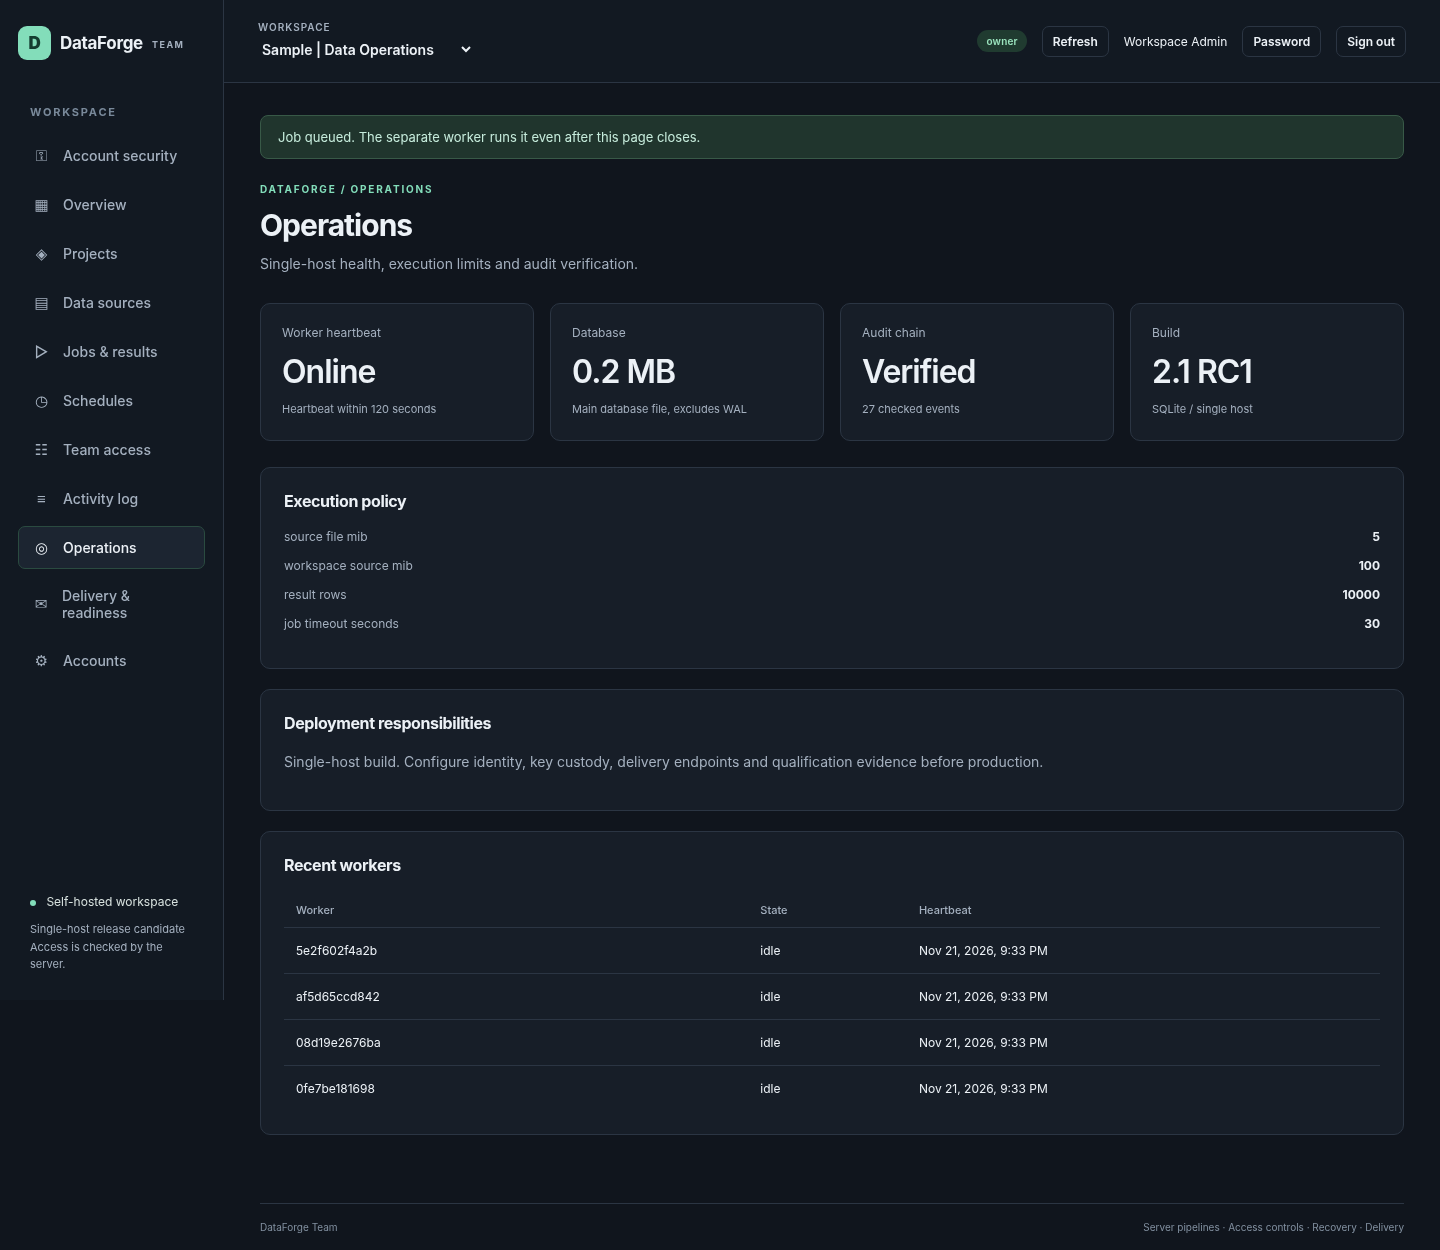 D DataForge TEAM
WORKSPACE
Account security
Overview
Projects
Data sources
Jobs & results
Schedules
Team access
Activity log
Operations
Delivery &
readiness
Accounts
Self-hosted workspace
Single-host release candidate
Access is checked by the
server.
WORKSPACE
Sample | Data Operations
owner Refresh Workspace Admin Password Sign out
Job queued. The separate worker runs it even after this page closes.
DATAFORGE / OPERATIONS
Operations
Single-host health, execution limits and audit verification.
Worker heartbeat
Online
Heartbeat within 120 seconds
Database
0.2 MB
Main database file, excludes WAL
Audit chain
Verified
27 checked events
Build
2.1 RC1
SQLite / single host
Execution policy
source file mib 5
workspace source mib 100
result rows 10000
job timeout seconds 30
Deployment responsibilities
Single-host build. Configure identity, key custody, delivery endpoints and qualification evidence before production.
Recent workers
Worker State Heartbeat
5e2f602f4a2b idle Nov 21, 2026, 9:33 PM
af5d65ccd842 idle Nov 21, 2026, 9:33 PM
08d19e2676ba idle Nov 21, 2026, 9:33 PM
0fe7be181698 idle Nov 21, 2026, 9:33 PM
DataForge Team
Server pipelines · Access controls · Recovery · Delivery